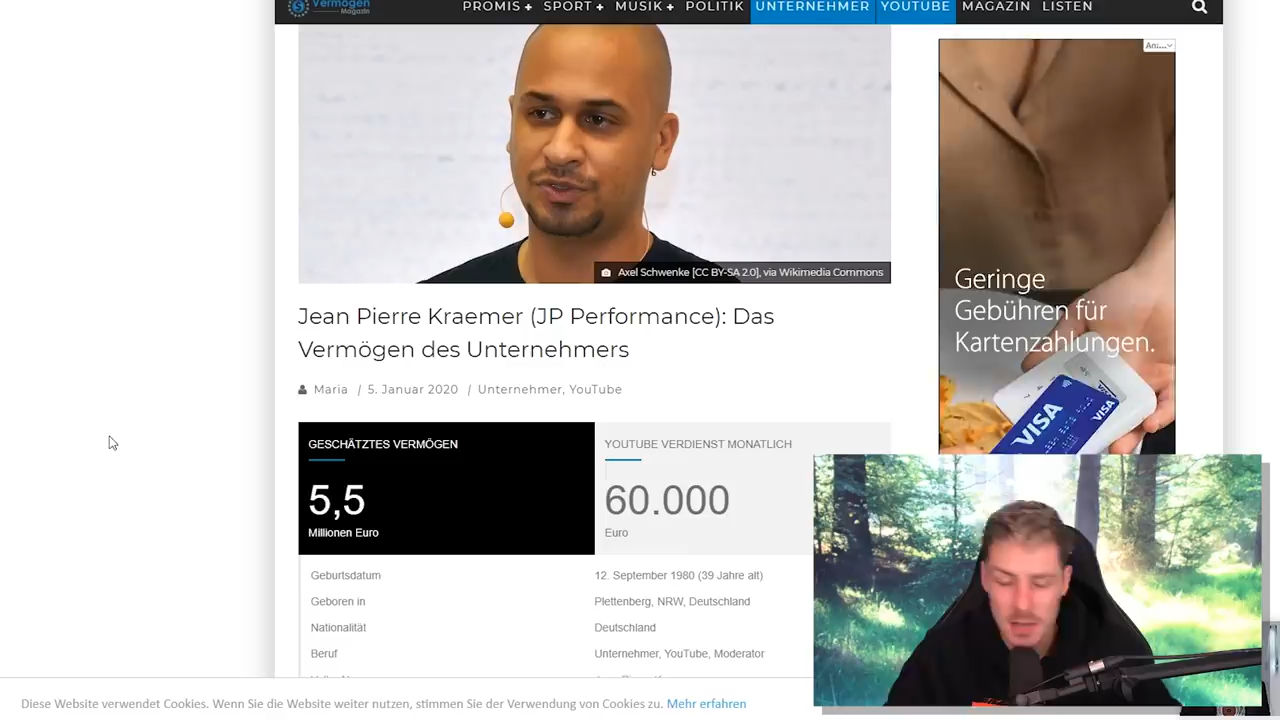 Vermögen
Magazin
PROMIS + SPORT + MUSIK + POLITIK UNTERNEHMER YOUTUBE MAGAZIN LISTEN
An:...
Axel Schwenke [CC BY-SA 2.0], via Wikimedia Commons
Geringe
Gebühren für
Kartenzahlungen.
VISA
VISA
Jean Pierre Kraemer (JP Performance): Das
Vermögen des Unternehmers
Maria / 5. Januar 2020 / Unternehmer, YouTube
GESCHÄTZTES VERMÖGEN
5,5
Millionen Euro
YOUTUBE VERDIENST MONATLICH
60.000
Euro
Geburtsdatum 12. September 1980 (39 Jahre alt)
Geboren in Plettenberg, NRW, Deutschland
Nationalität Deutschland
Beruf Unternehmer, YouTube, Moderator
Diese Website verwendet Cookies. Wenn Sie die Website weiter nutzen, stimmen Sie der Verwendung von Cookies zu. Mehr erfahren